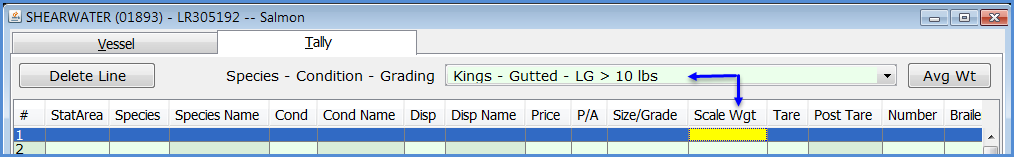 SHEARWATER (01893) - LR305192 -- Salmon
Vessel Tally
Delete Line Species - Condition - Grading Kings - Gutted - LG > 10 lbs Avg Wt
# StatArea Species Species Name Cond Cond Name Disp Disp Name Price P/A Size/Grade Scale Wgt Tare Post Tare Number Braile
1
2